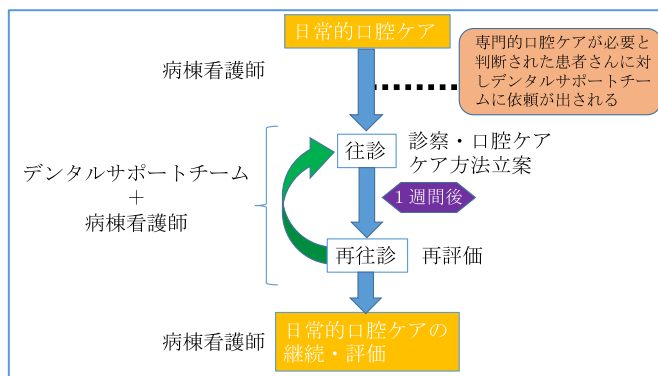 日常的口腔ケア
病棟看護師
専門的口腔ケアが必要と
判断された患者さんに対
しデンタルサポートチー
ムに依頼が出される
往診
診察・口腔ケア
ケア方法立案
デンタルサポートチーム
＋
病棟看護師
１週間後
再往診
再評価
病棟看護師
日常的口腔ケアの
継続・評価